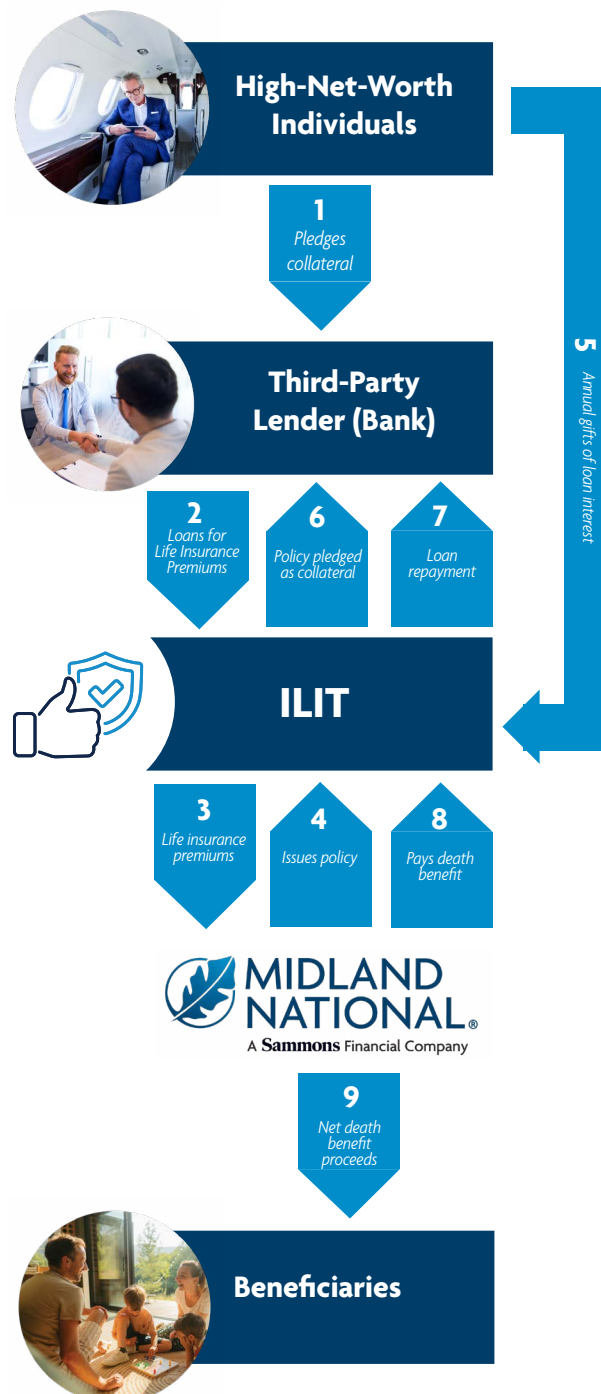 High-Net-Worth
Individuals
1
Pledges
collateral
5
Annual gifts of loan interest
Third-Party
Lender (Bank)
2
Loans for
Life Insurance
Premiums
6
Policy pledged
as collateral
7
Loan
repayment
ILIT
3
Life insurance
premiums
4
Issues policy
8
Pays death
benefit
MIDLAND
NATIONAL®
A Sammons Financial Company
9
Net death
benefit
proceeds
Beneficiaries